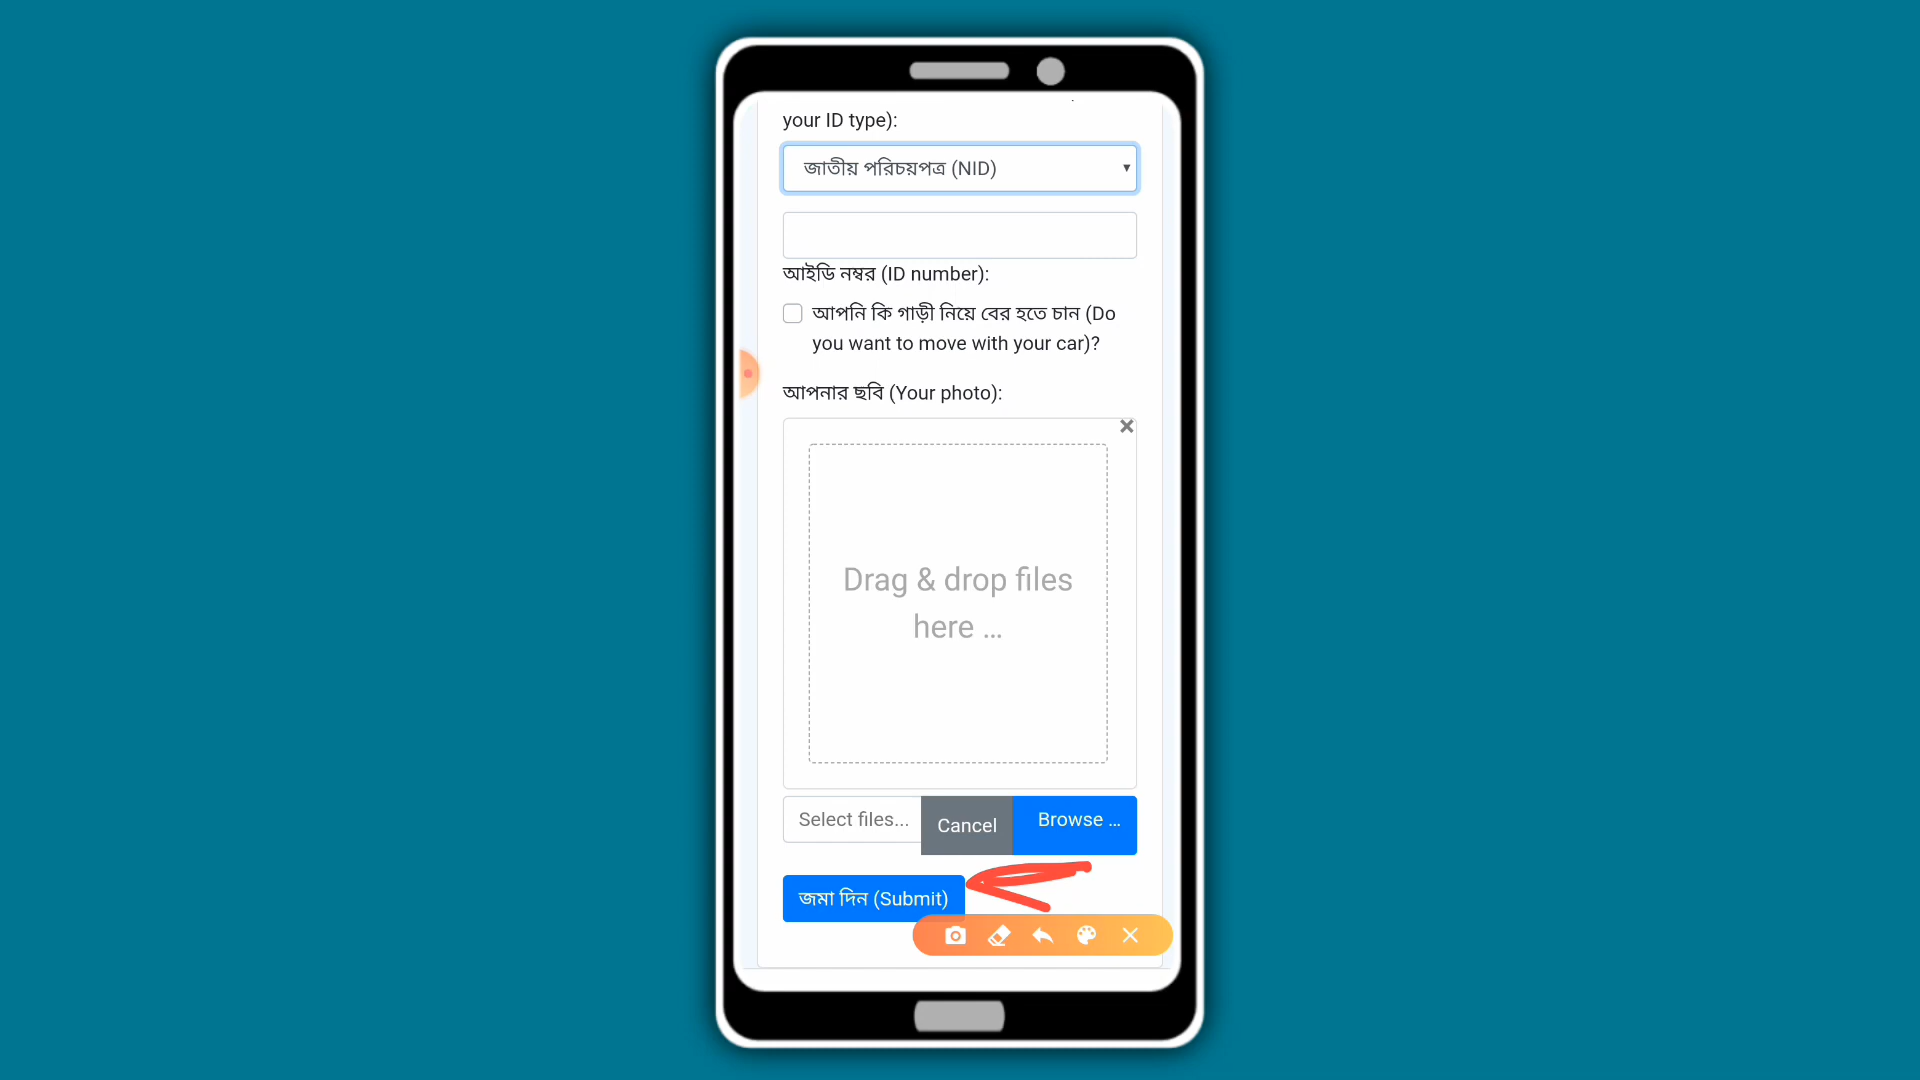 your ID type):
জাতীয় পরিচয়পত্র (NID)
আইডি নম্বর (ID number):
আপনি কি গাড়ী নিয়ে বের হতে চান (Do
you want to move with your car)?
আপনার ছবি (Your photo):
Drag & drop files
here ...
Select files...
Cancel
Browse ...
জমা দিন (Submit)